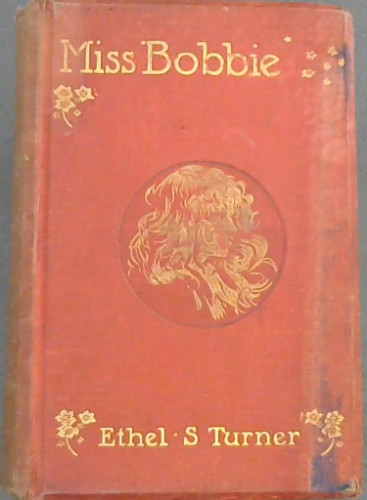 Miss Bobbie
Ethel · S Turner